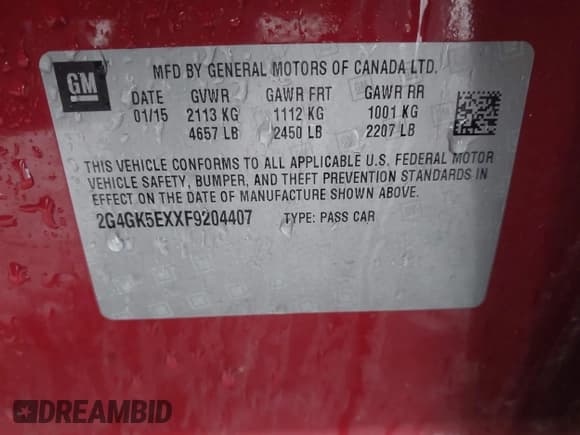 GM
MFD BY GENERAL MOTORS OF CANADA LTD.
DATE GVWR GAWR FRT GAWR RR
01/15 2113 KG 1112 KG 1001 KG
4657 LB 2450 LB 2207 LB
THIS VEHICLE CONFORMS TO ALL APPLICABLE U.S. FEDERAL MOTOR
VEHICLE SAFETY, BUMPER, AND THEFT PREVENTION STANDARDS IN
EFFECT ON THE DATE OF MANUFACTURE SHOWN ABOVE.
2G4GK5EXXF9204407 TYPE: PASS CAR
DREAMBID